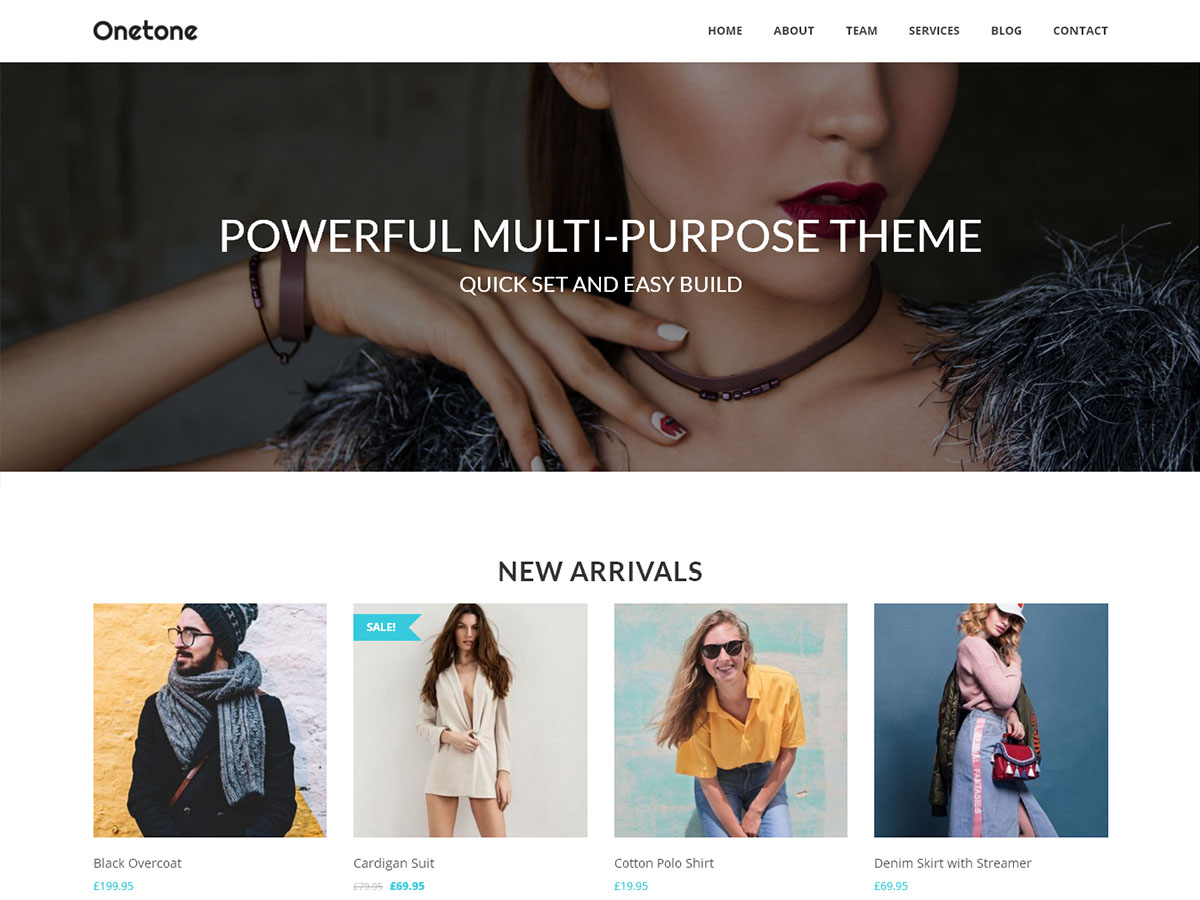 Onetone
HOME ABOUT TEAM SERVICES BLOG CONTACT
POWERFUL MULTI-PURPOSE THEME
QUICK SET AND EASY BUILD
NEW ARRIVALS
SALE!
Black Overcoat
£199.95
Cardigan Suit
£79.95 £69.95
Cotton Polo Shirt
£19.95
Denim Skirt with Streamer
£69.95